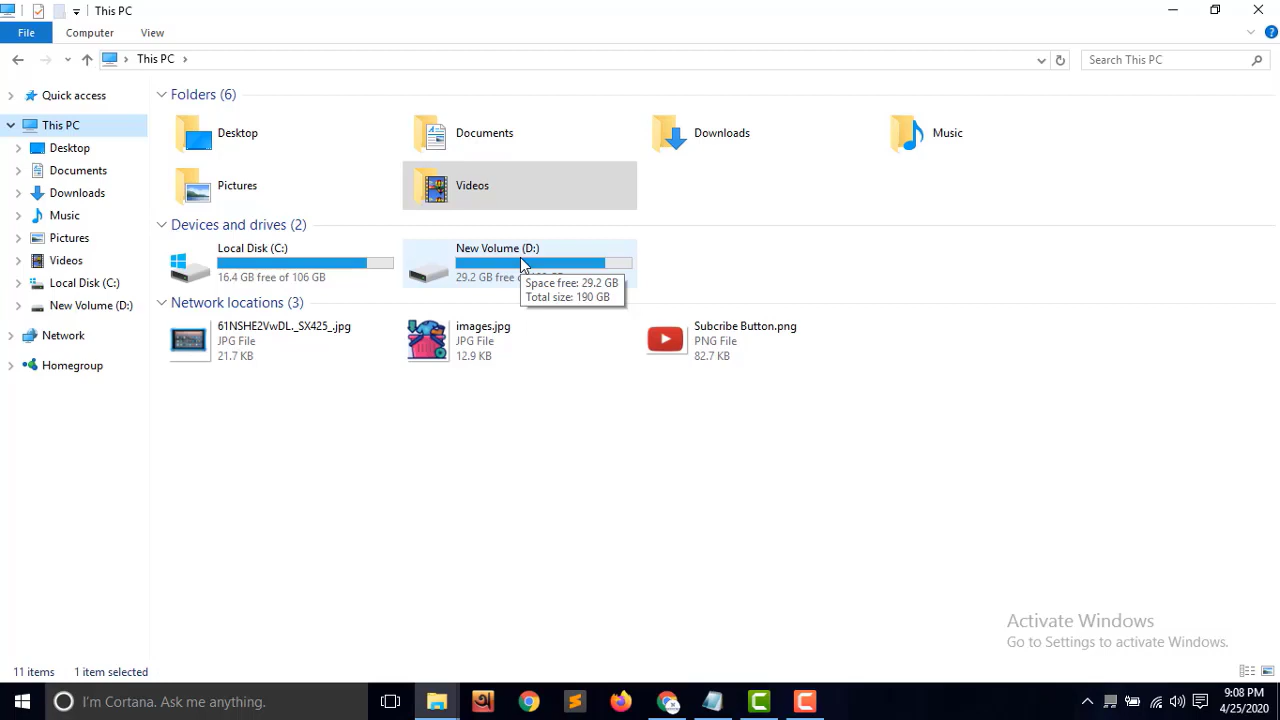 This PC
File Computer View
This PC
Search This PC
Quick access
This PC
Desktop
Documents
Downloads
Music
Pictures
Videos
Local Disk (C:)
New Volume (D:)
Network
Homegroup
Folders (6)
Desktop
Documents
Downloads
Music
Pictures
Videos
Devices and drives (2)
Local Disk (C:)
16.4 GB free of 106 GB
New Volume (D:)
29.2 GB free
Space free: 29.2 GB
Total size: 190 GB
Network locations (3)
61NSHE2VwDL._SX425_.jpg
JPG File
21.7 KB
images.jpg
JPG File
12.9 KB
Subcribe Button.png
PNG File
82.7 KB
Activate Windows
Go to Settings to activate Windows.
11 items 1 item selected
I'm Cortana. Ask me anything.
9:08 PM
4/25/2020